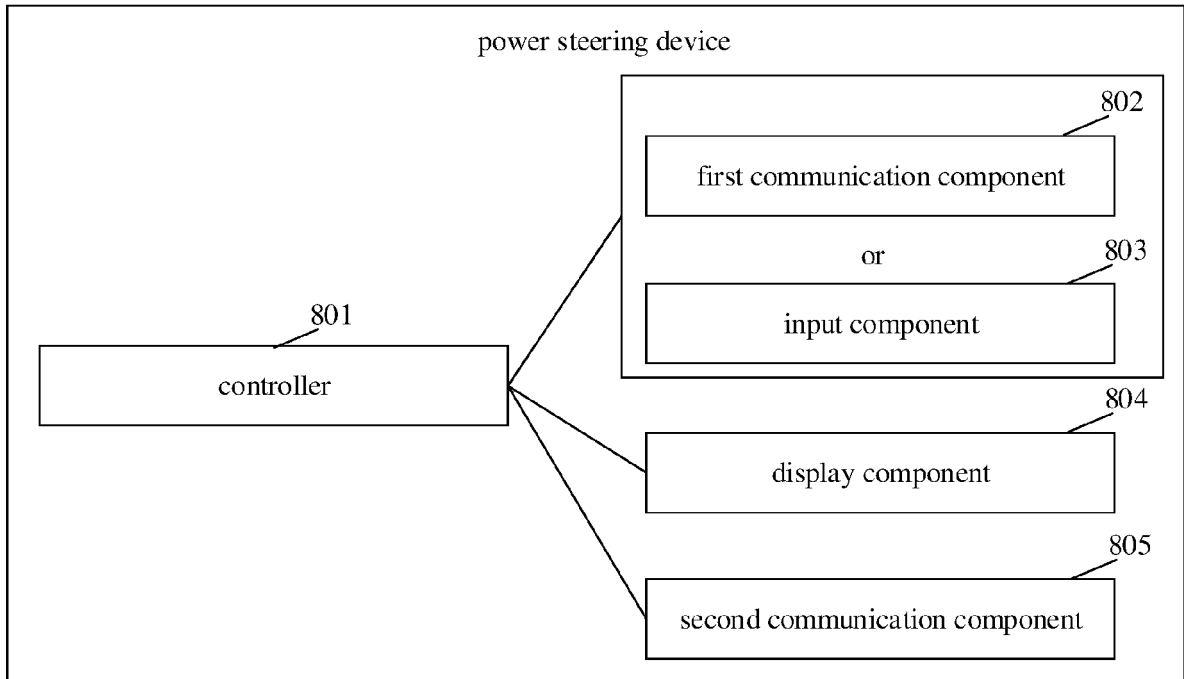 power steering device
802
first communication component
or
803
input component
801
controller
804
display component
805
second communication component